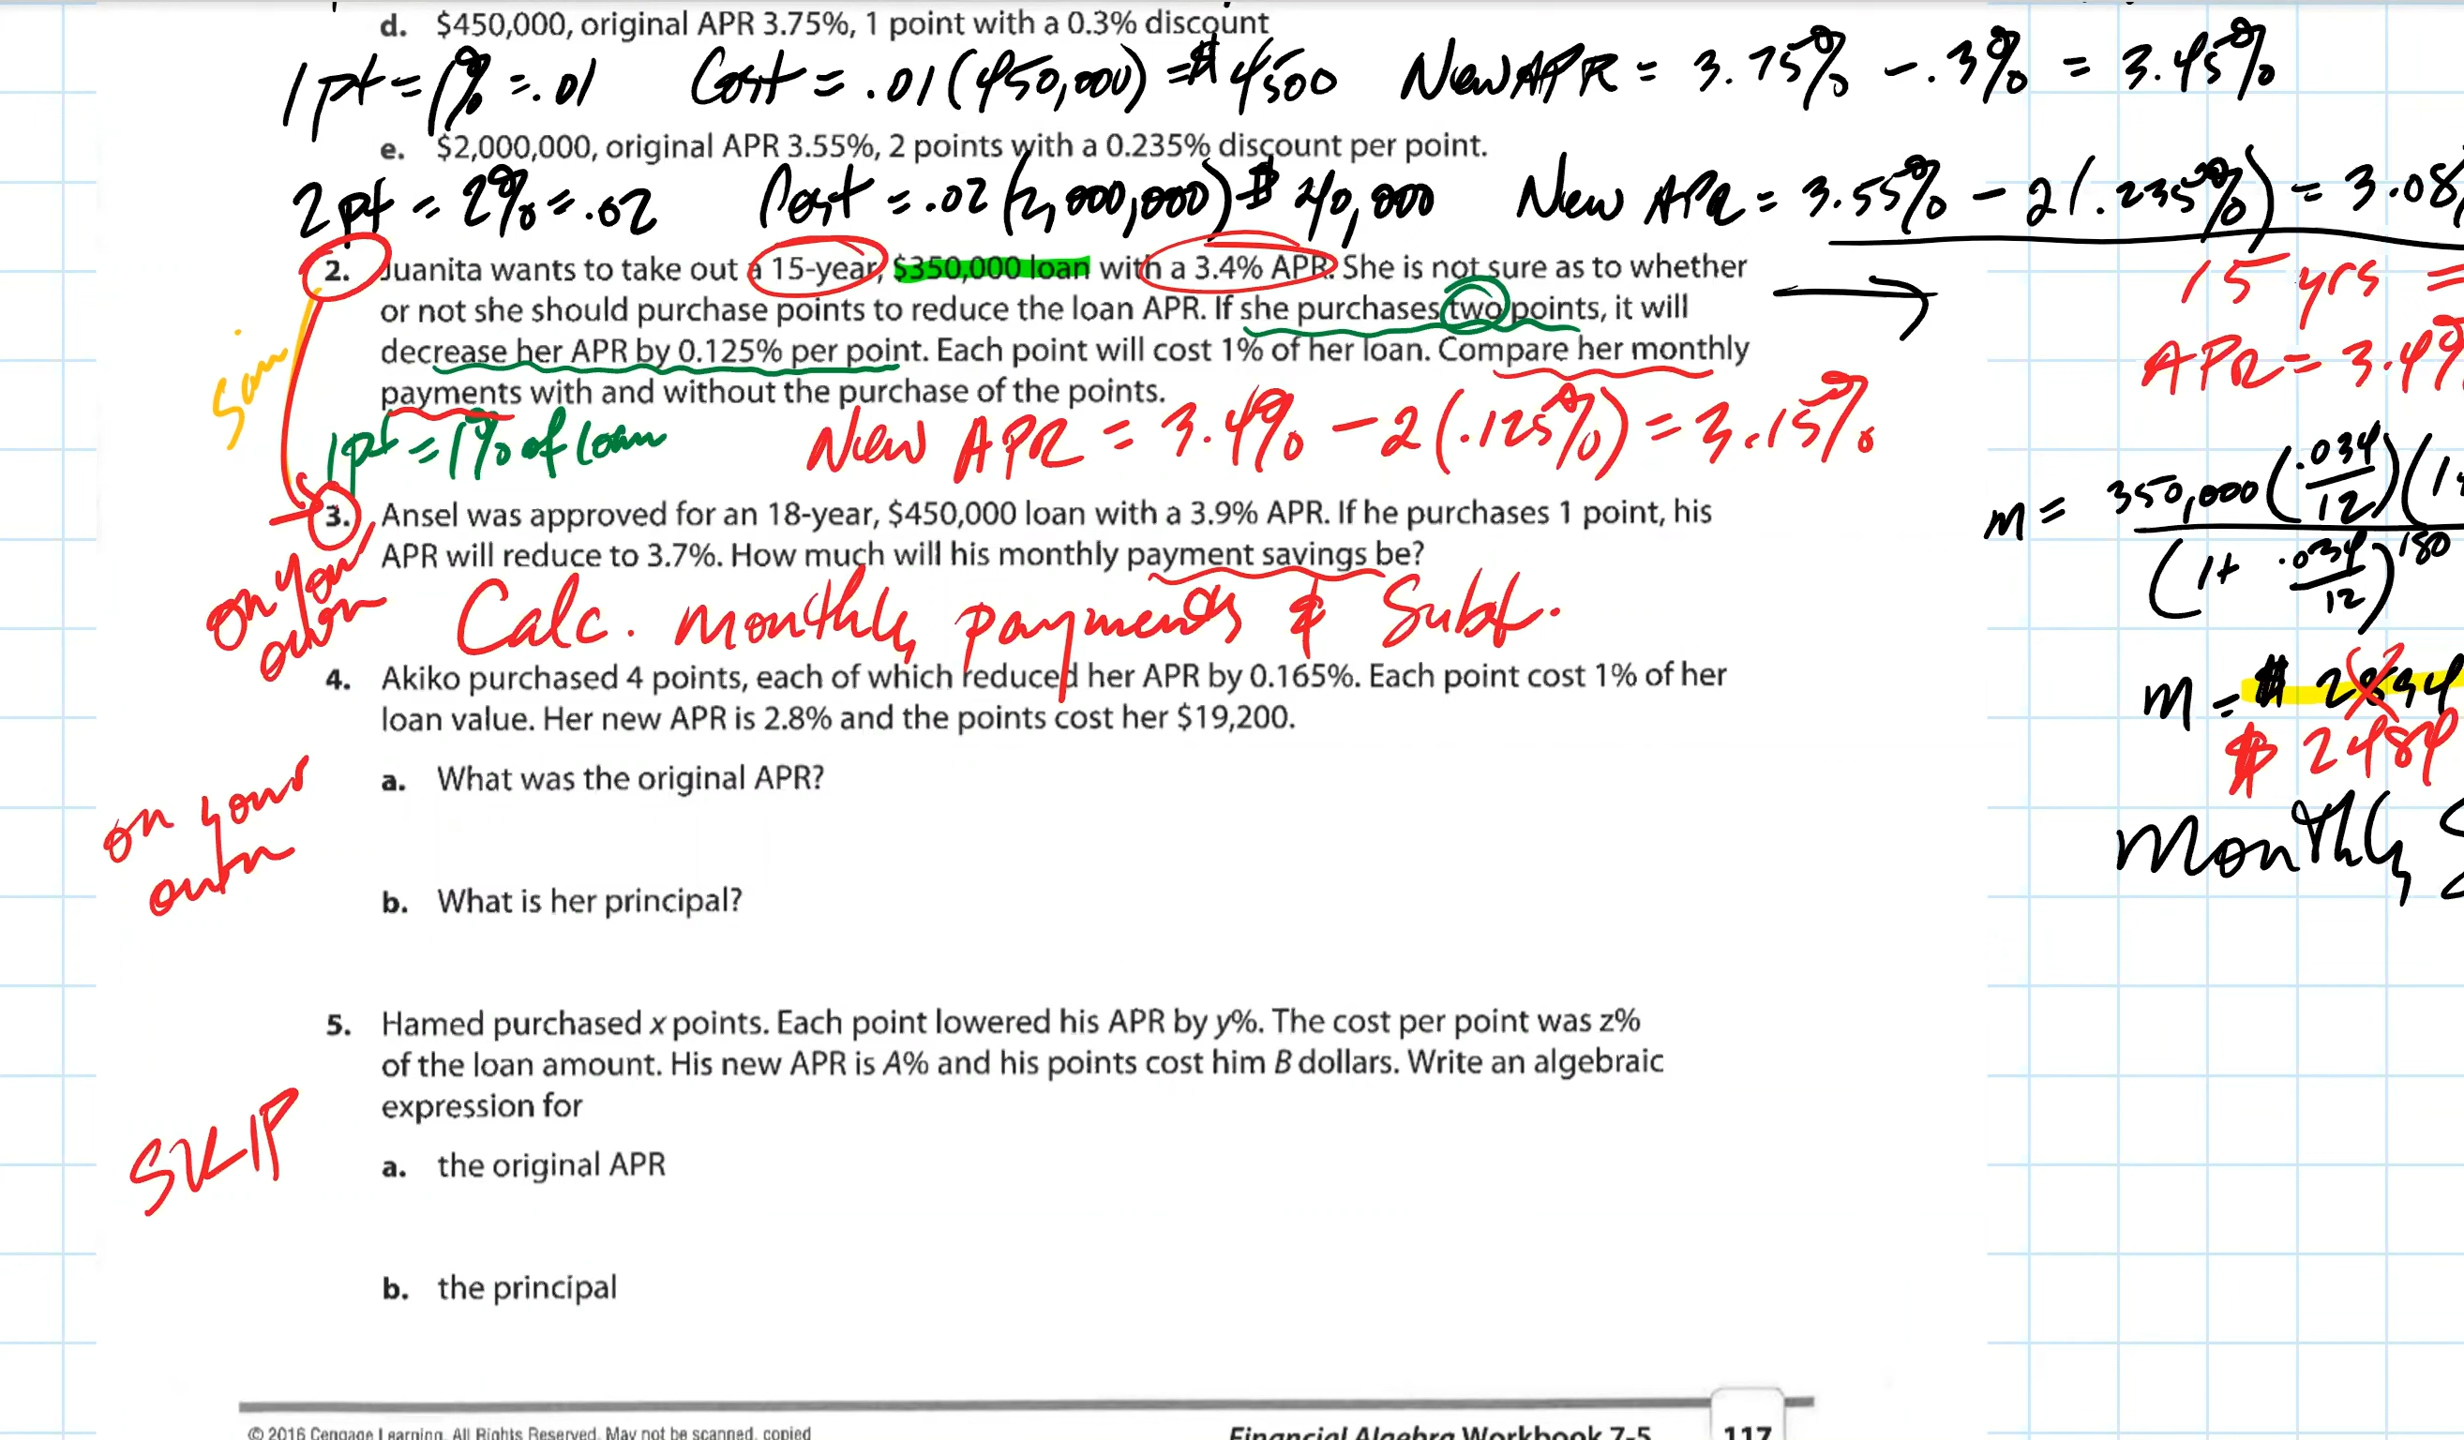 d. $450,000, original APR 3.75%, 1 point with a 0.3% discount
1pt = 1% = .01 Cost = .01(450,000) = $4500 New APR = 3.75% - .3% = 3.45%
e. $2,000,000, original APR 3.55%, 2 points with a 0.235% discount per point.
2pt = 2% = .02 Cost = .02(2,000,000) $40,000 New APR = 3.55% - 2(.235%) = 3.08%
2. Juanita wants to take out a 15-year, $350,000 loan with a 3.4% APR. She is not sure as to whether
or not she should purchase points to reduce the loan APR. If she purchases two points, it will
decrease her APR by 0.125% per point. Each point will cost 1% of her loan. Compare her monthly
payments with and without the purchase of the points.
1pt = 1% of loan New APR = 3.4% - 2(.125%) = 3.15%
3. Ansel was approved for an 18-year, $450,000 loan with a 3.9% APR. If he purchases 1 point, his
APR will reduce to 3.7%. How much will his monthly payment savings be?
on your
own
Calc. monthly payments & Subt.
4. Akiko purchased 4 points, each of which reduced her APR by 0.165%. Each point cost 1% of her
loan value. Her new APR is 2.8% and the points cost her $19,200.
a. What was the original APR?
on your
own
b. What is her principal?
5. Hamed purchased x points. Each point lowered his APR by y%. The cost per point was z%
of the loan amount. His new APR is A% and his points cost him B dollars. Write an algebraic
expression for
SKIP
a. the original APR
b. the principal
15 yrs =
APR = 3.4%
m = 350,000(.034/12)(1+
(1+ .034/12)^180
m = $
$2484
Monthly
© 2016 Cengage Learning. All Rights Reserved. May not be scanned, copied
Financial Algebra Workbook 7-5 117